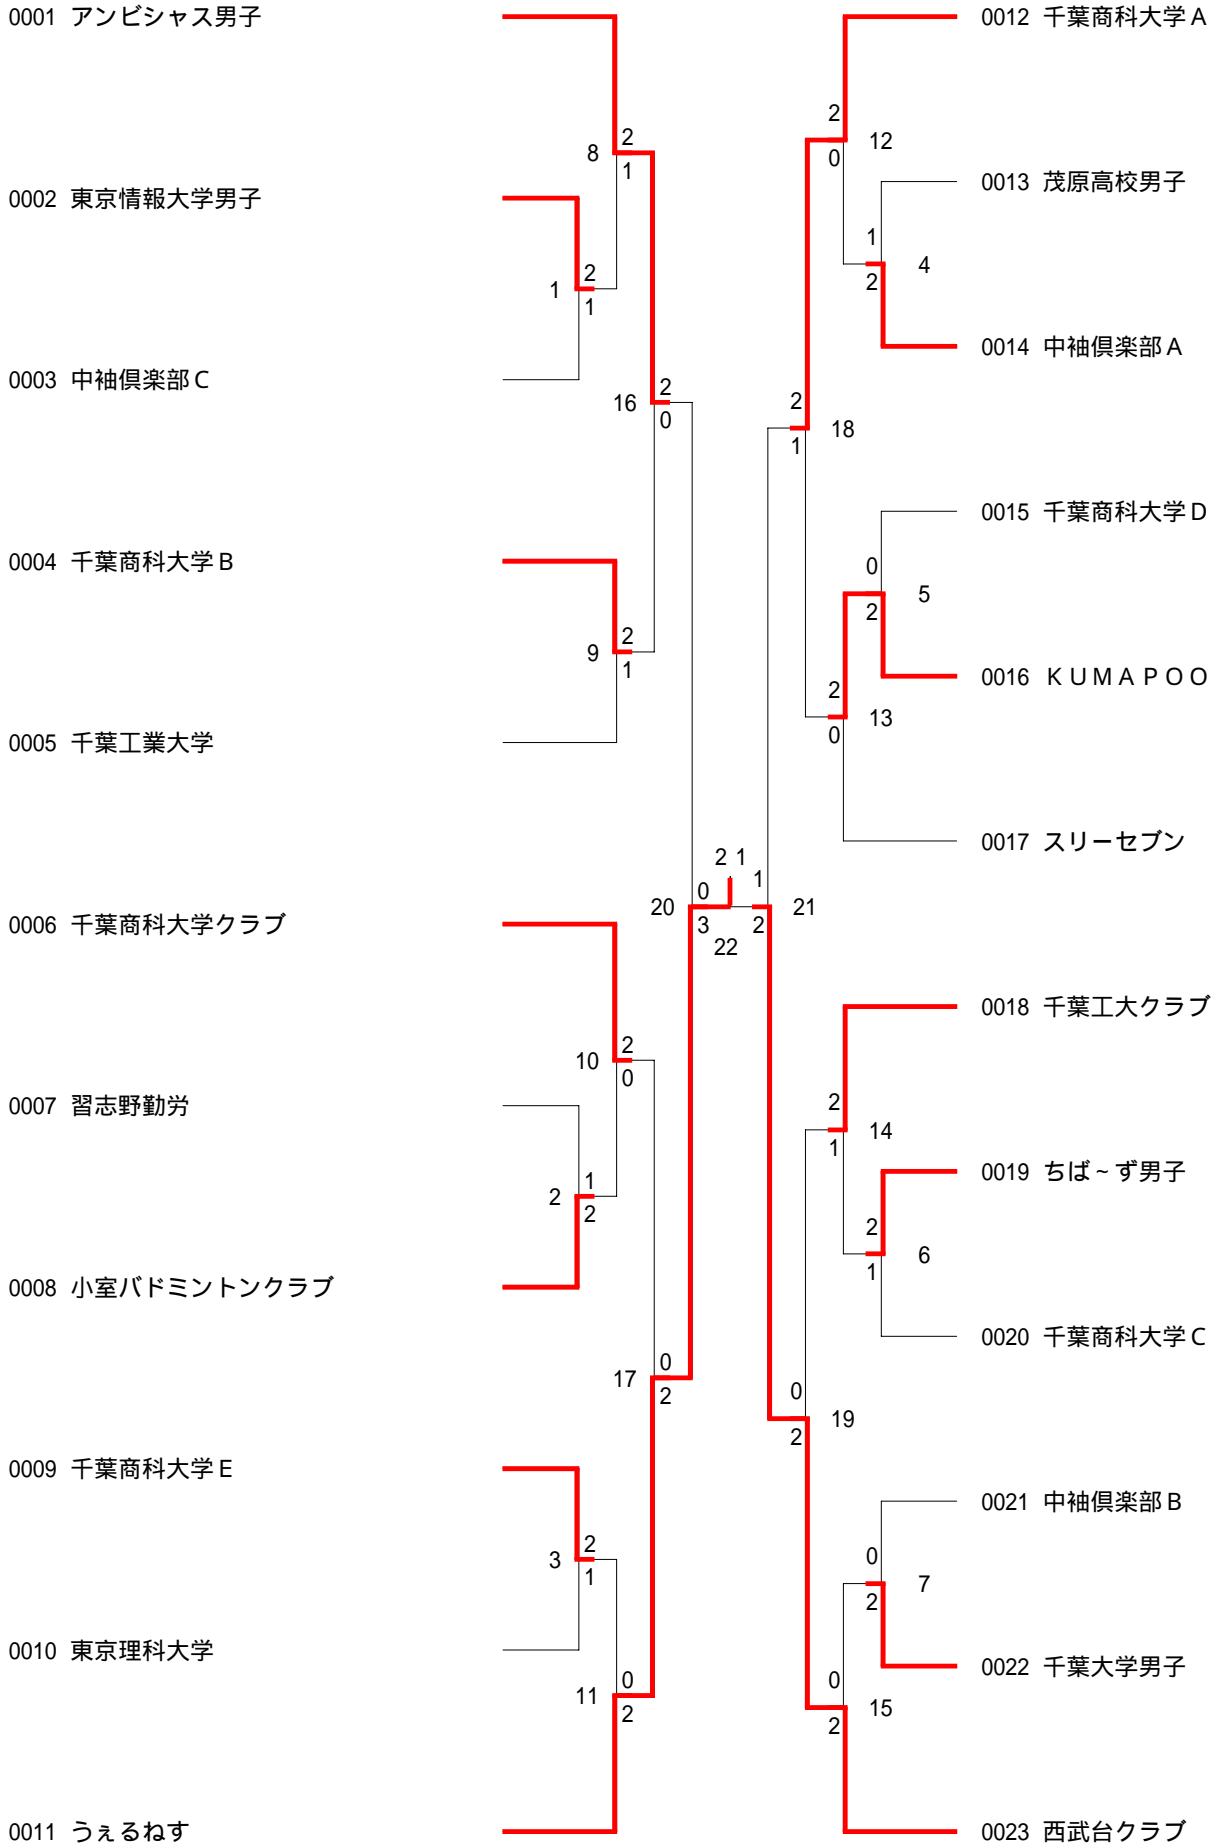 0001 アンビシャス男子
2
8
1
0002 東京情報大学男子
2
1
1
0003 中袖倶楽部C
2
16
0
0004 千葉商科大学B
2
9
1
0005 千葉工業大学
0
20
3
0006 千葉商科大学クラブ
2
10
0
0007 習志野勤労
1
2
2
0008 小室バドミントンクラブ
0
17
2
0009 千葉商科大学E
2
3
1
0010 東京理科大学
0
11
2
0011 うぇるねす
2 1
22
0012 千葉商科大学A
2
12
0
0013 茂原高校男子
1
4
2
0014 中袖倶楽部A
2
18
1
0015 千葉商科大学D
0
5
2
0016 KUMAPOO
2
13
0
0017 スリーセブン
1
21
2
0018 千葉工大クラブ
2
14
1
0019 ちば~ず男子
2
6
1
0020 千葉商科大学C
0
19
2
0021 中袖倶楽部B
0
7
2
0022 千葉大学男子
0
15
2
0023 西武台クラブ